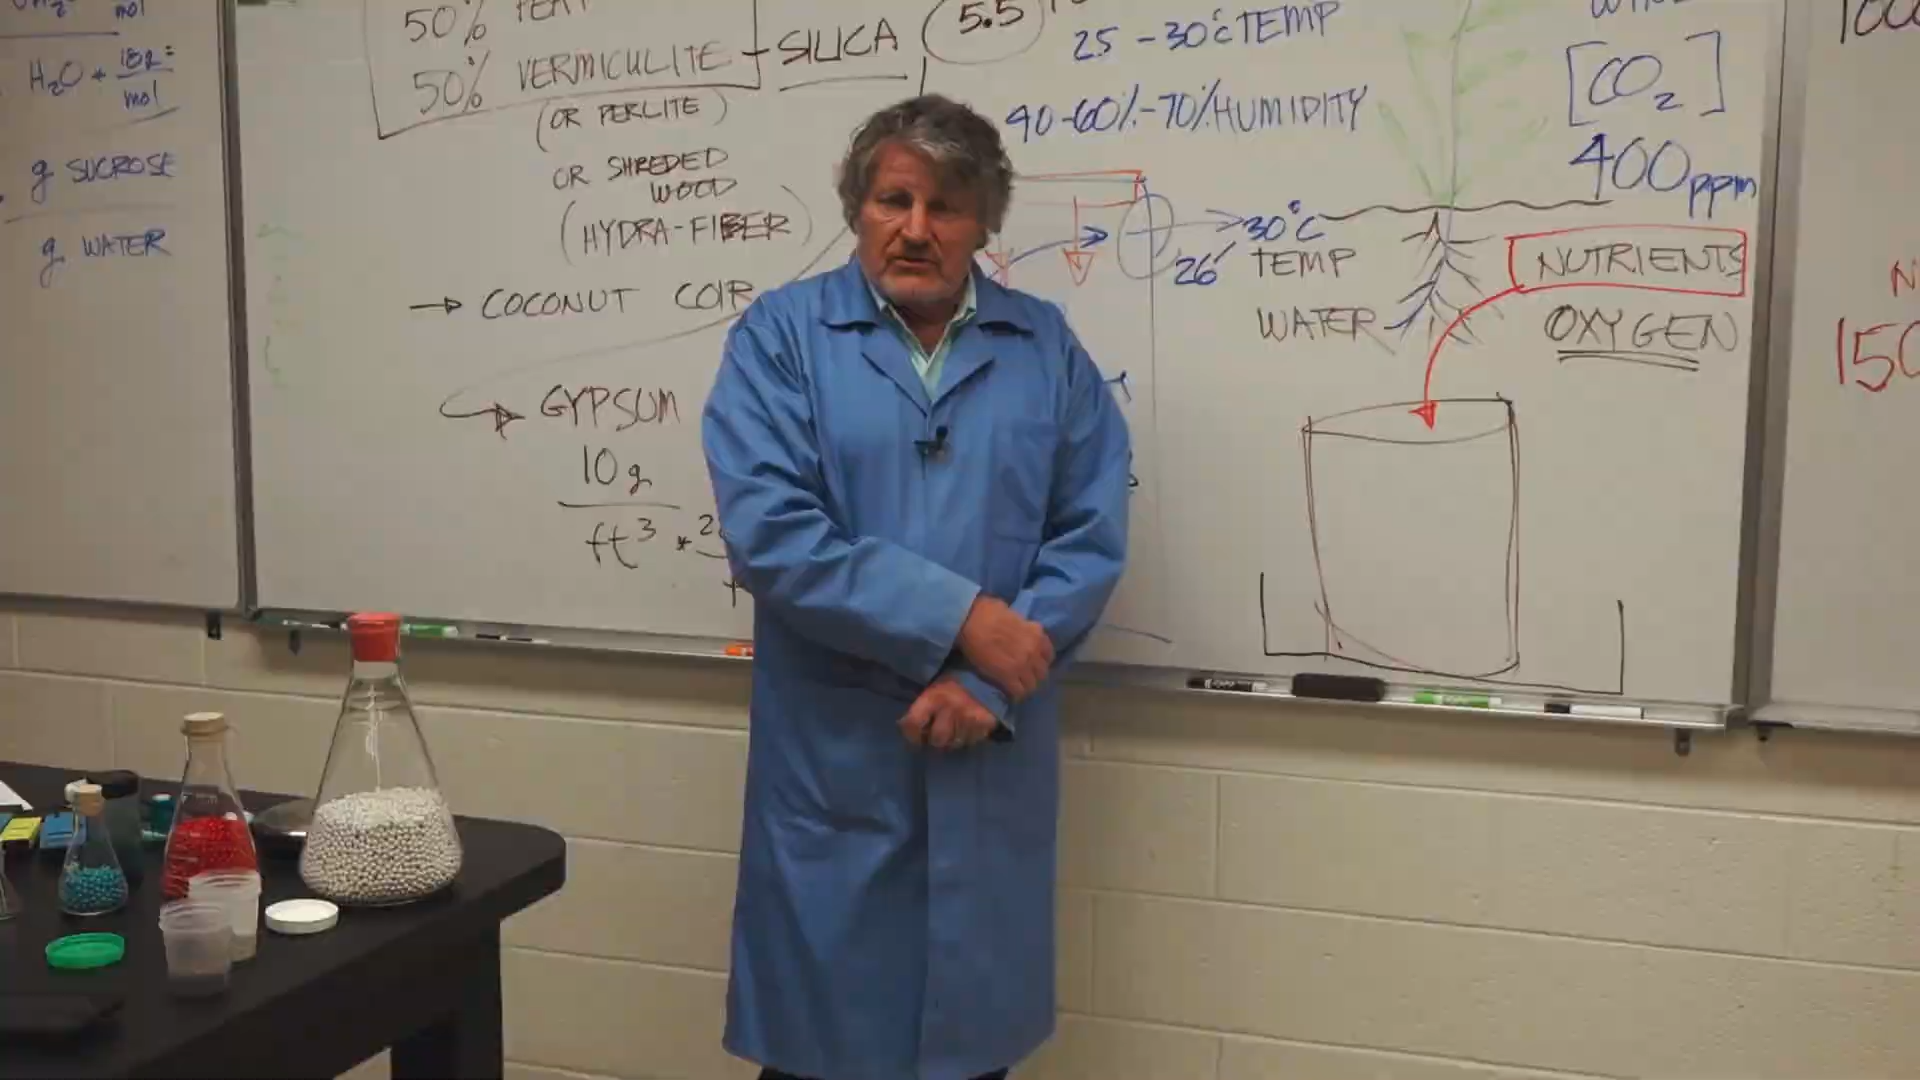 H2O + 18g
mol
g SUCROSE
g WATER
50% PEAT
50% VERMICULITE
(OR PERLITE)
OR SHREDED
WOOD
(HYDRA-FIBER)
→ COCONUT COIR
GYPSUM
10g
ft3 *
SILICA
5.5
25 - 30°C TEMP
40-60%-70% HUMIDITY
30°C
26°
TEMP
WATER
[CO2]
400ppm
NUTRIENTS
OXYGEN
150